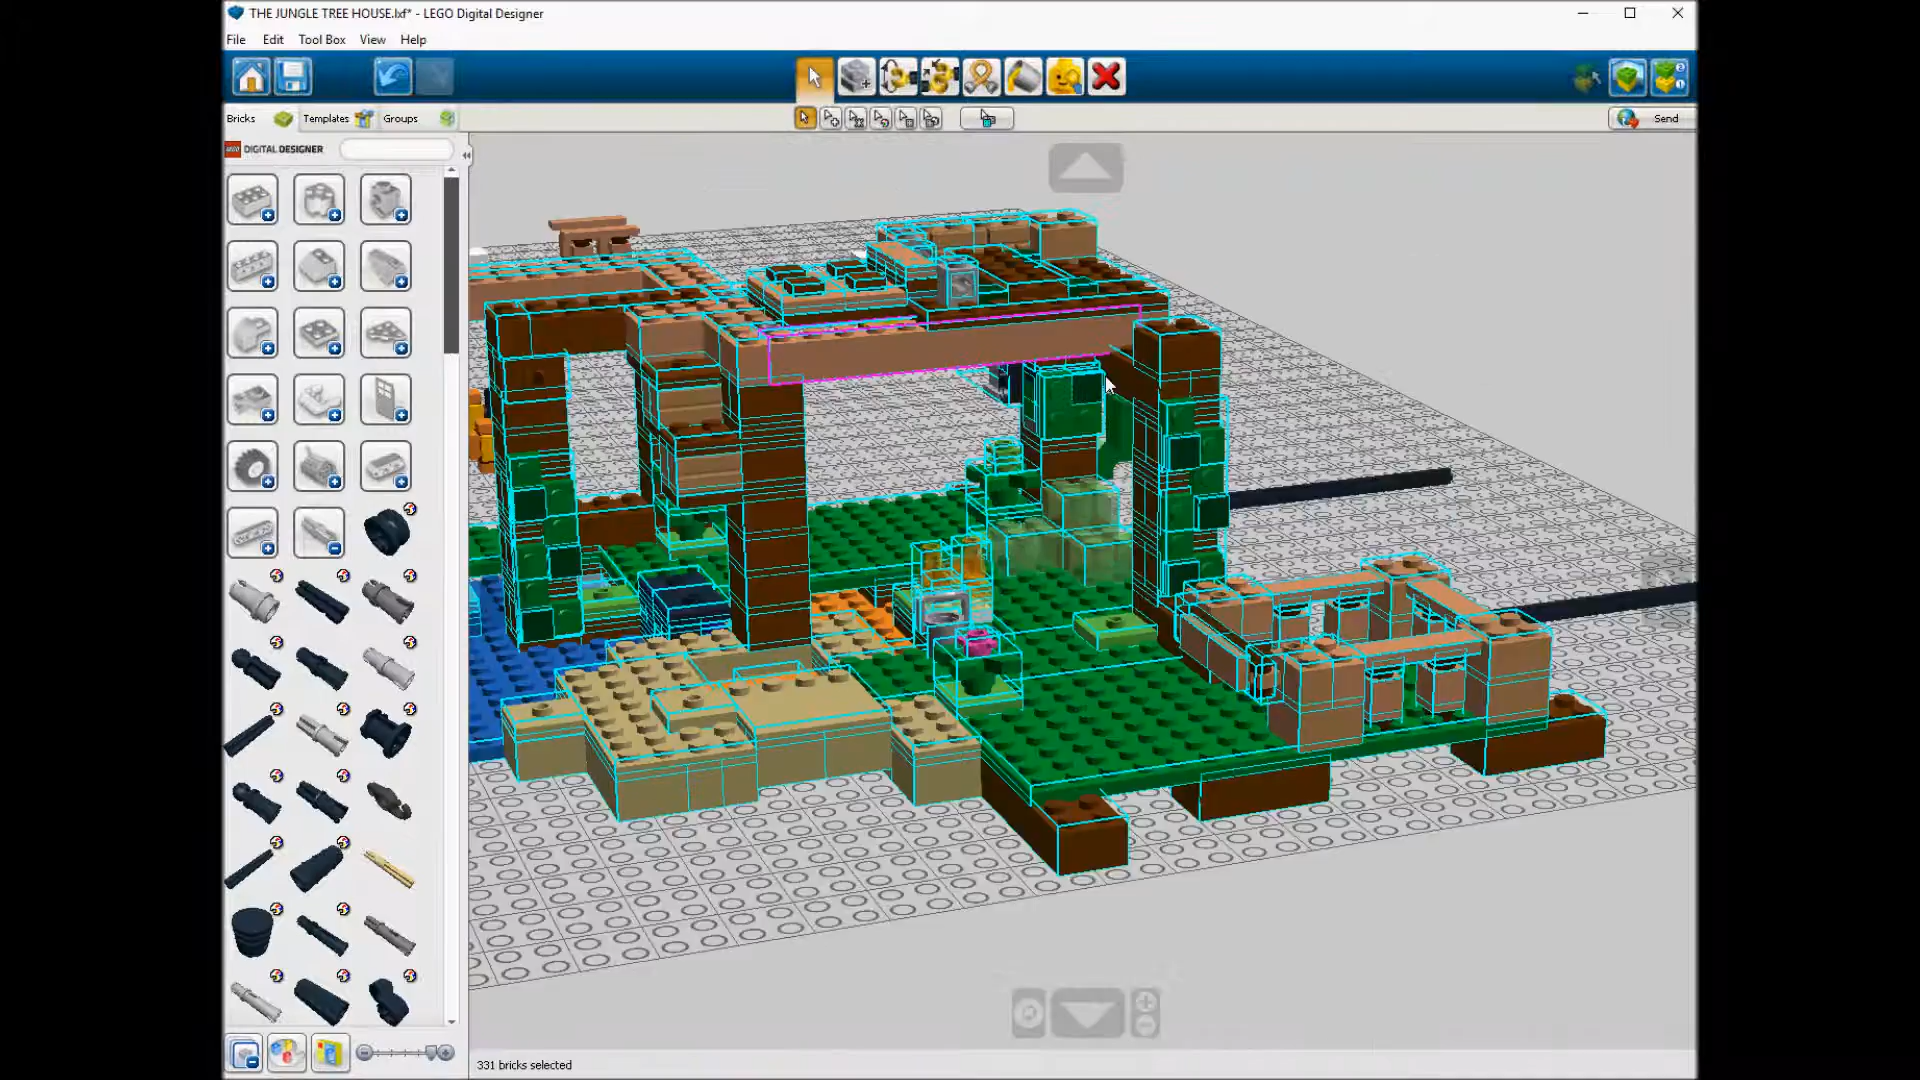 THE JUNGLE TREE HOUSE.lxf* - LEGO Digital Designer
File Edit Tool Box View Help
Bricks Templates Groups
Send
LEGO DIGITAL DESIGNER
331 bricks selected